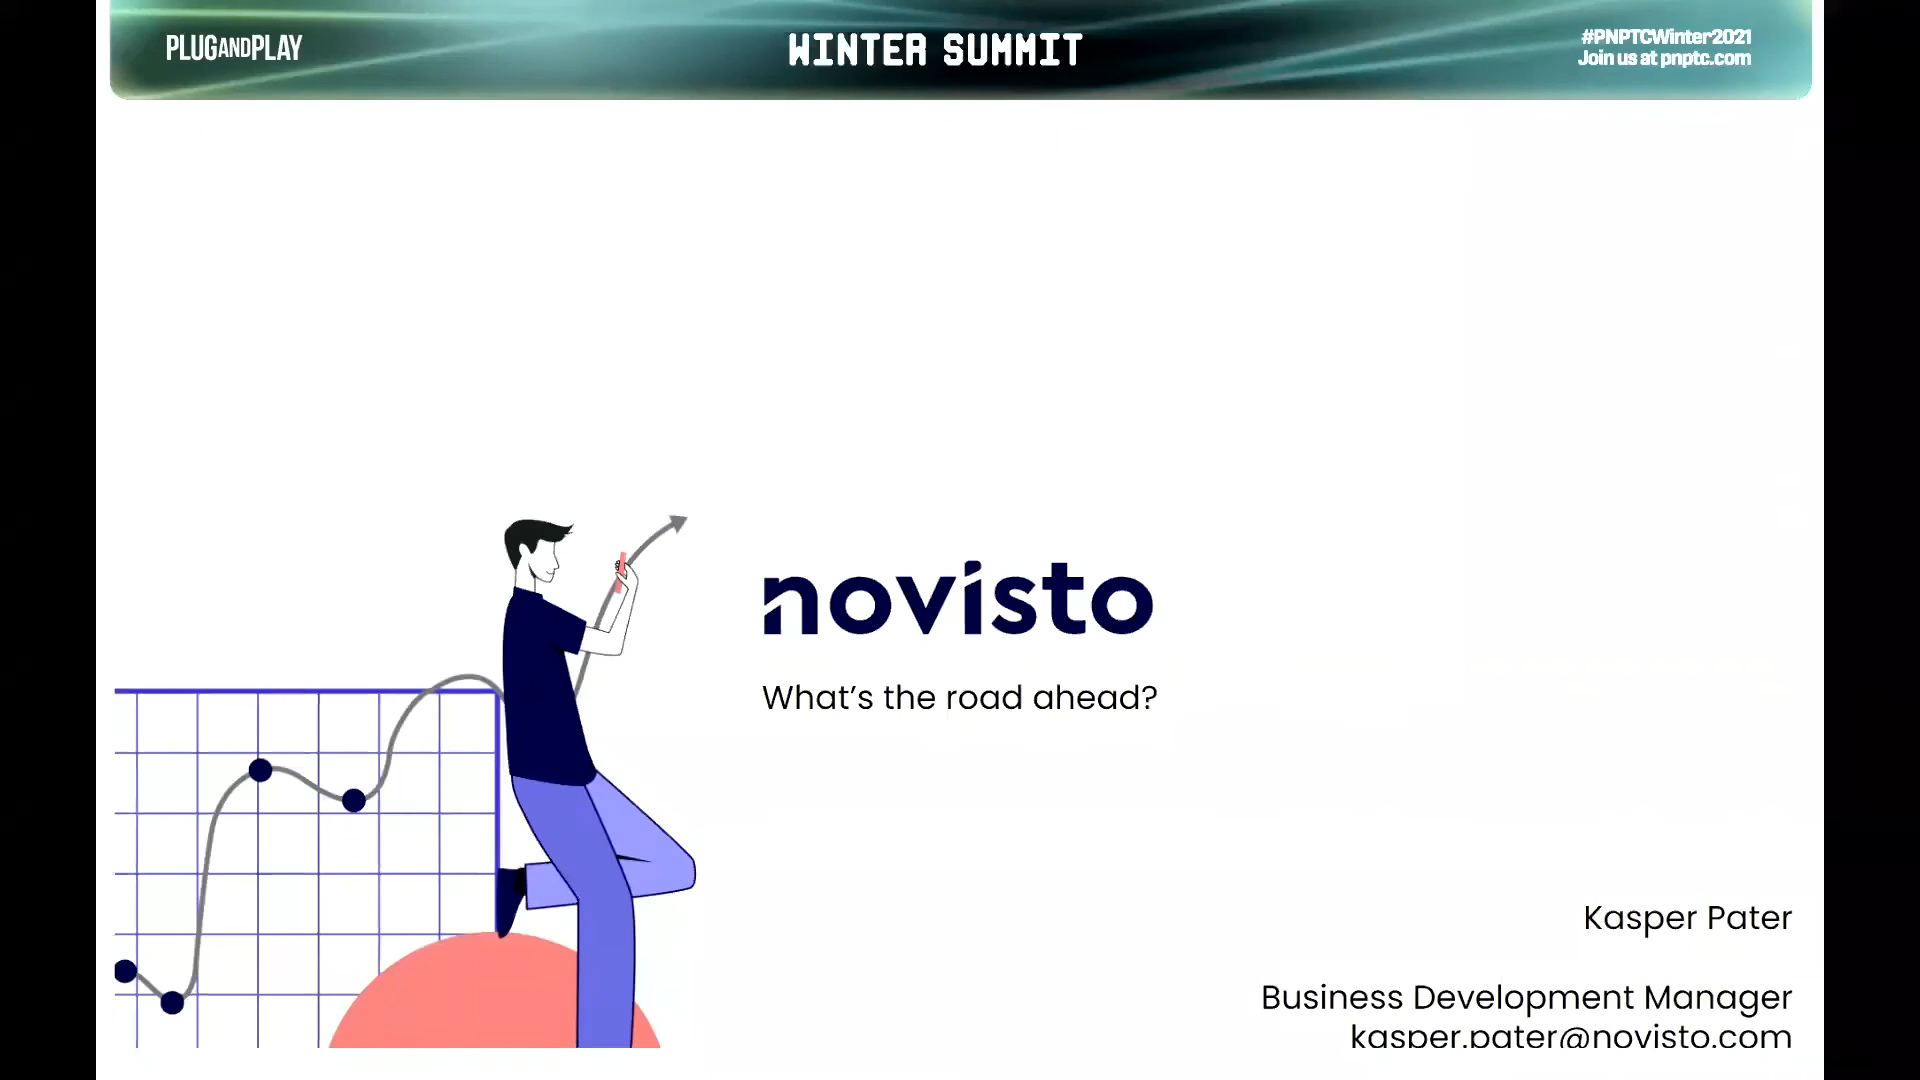 PLUGANDPLAY
WINTER SUMMIT
#PNPTCWinter2021
Join us at pnptc.com
novisto
What’s the road ahead?
Kasper Pater
Business Development Manager
kasper.pater@novisto.com